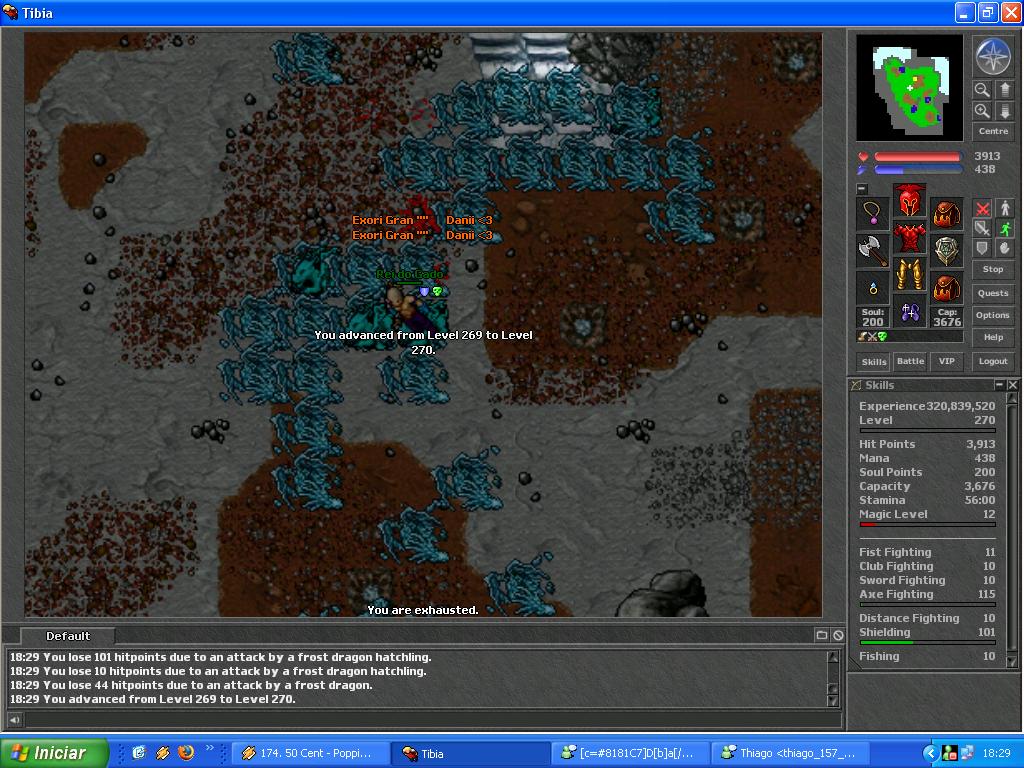 Tibia
Exori Gran """ Danii <3
Exori Gran """ Danii <3
Rei do Gado
You advanced from Level 269 to Level
270.
You are exhausted.
Centre
3913
438
Soul:
200
Cap:
3676
Stop
Quests
Options
Help
Skills
Battle
VIP
Logout
Skills
Experience 320,839,520
Level 270
Hit Points 3,913
Mana 438
Soul Points 200
Capacity 3,676
Stamina 56:00
Magic Level 12
Fist Fighting 11
Club Fighting 10
Sword Fighting 10
Axe Fighting 115
Distance Fighting 10
Shielding 101
Fishing 10
Default
18:29 You lose 101 hitpoints due to an attack by a frost dragon hatchling.
18:29 You lose 10 hitpoints due to an attack by a frost dragon hatchling.
18:29 You lose 44 hitpoints due to an attack by a frost dragon.
18:29 You advanced from Level 269 to Level 270.
Iniciar
174. 50 Cent - Poppi...
Tibia
[c=#8181C7]D[b]a[/...
Thiago <thiago_157_...
18:29